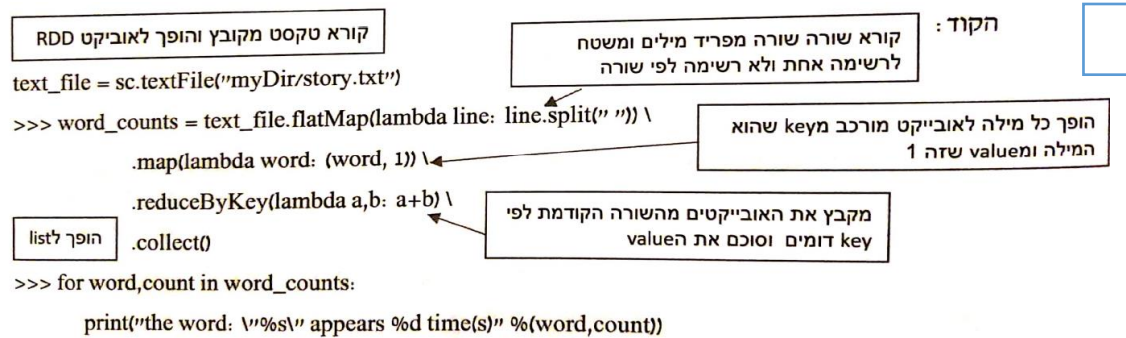 הקוד:
קורא טקסט מקובץ והופך לאוביקט RDD
קורא שורה שורה מפריד מילים ומשטח
לרשימה אחת ולא רשימה לפי שורה
text_file = sc.textFile("myDir/story.txt")
>>> word_counts = text_file.flatMap(lambda line: line.split(" ")) \
הופך כל מילה לאובייקט מורכב מkey שהוא
המילה ומvalue שזה 1
.map(lambda word: (word, 1)) \
.reduceByKey(lambda a,b: a+b) \
מקבץ את האובייקטים מהשורה הקודמת לפי
key דומים וסוכם את הvalue
הופך לlist
.collect()
>>> for word,count in word_counts:
print("the word: \"%s\" appears %d time(s)" %(word,count))